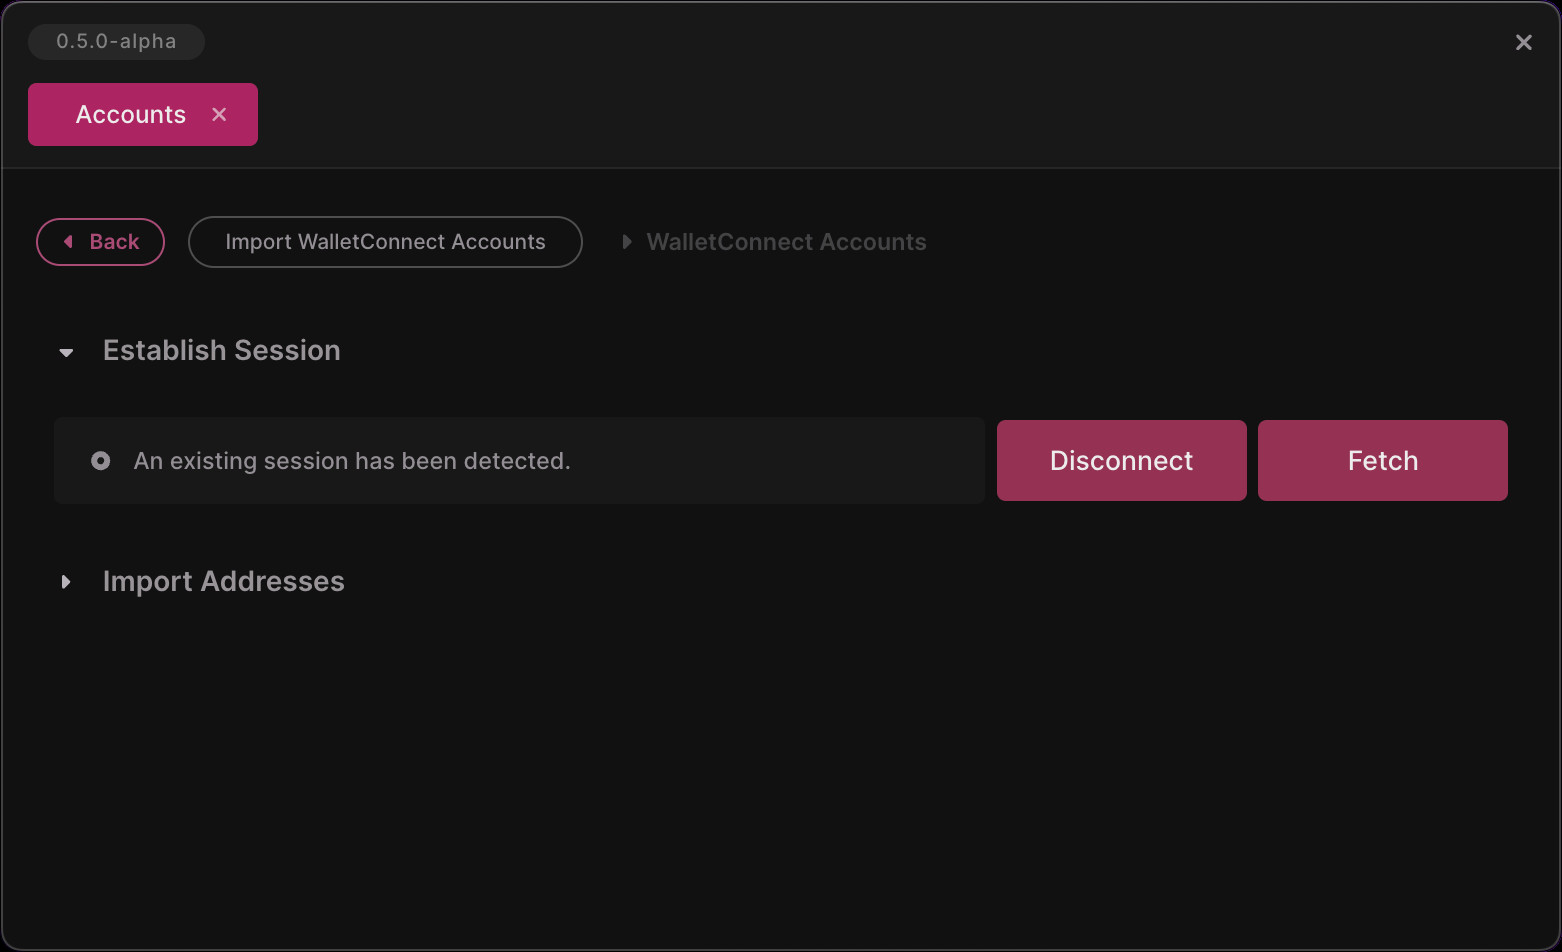 0.5.0-alpha
Accounts
Back
Import WalletConnect Accounts
WalletConnect Accounts
Establish Session
An existing session has been detected.
Disconnect
Fetch
Import Addresses